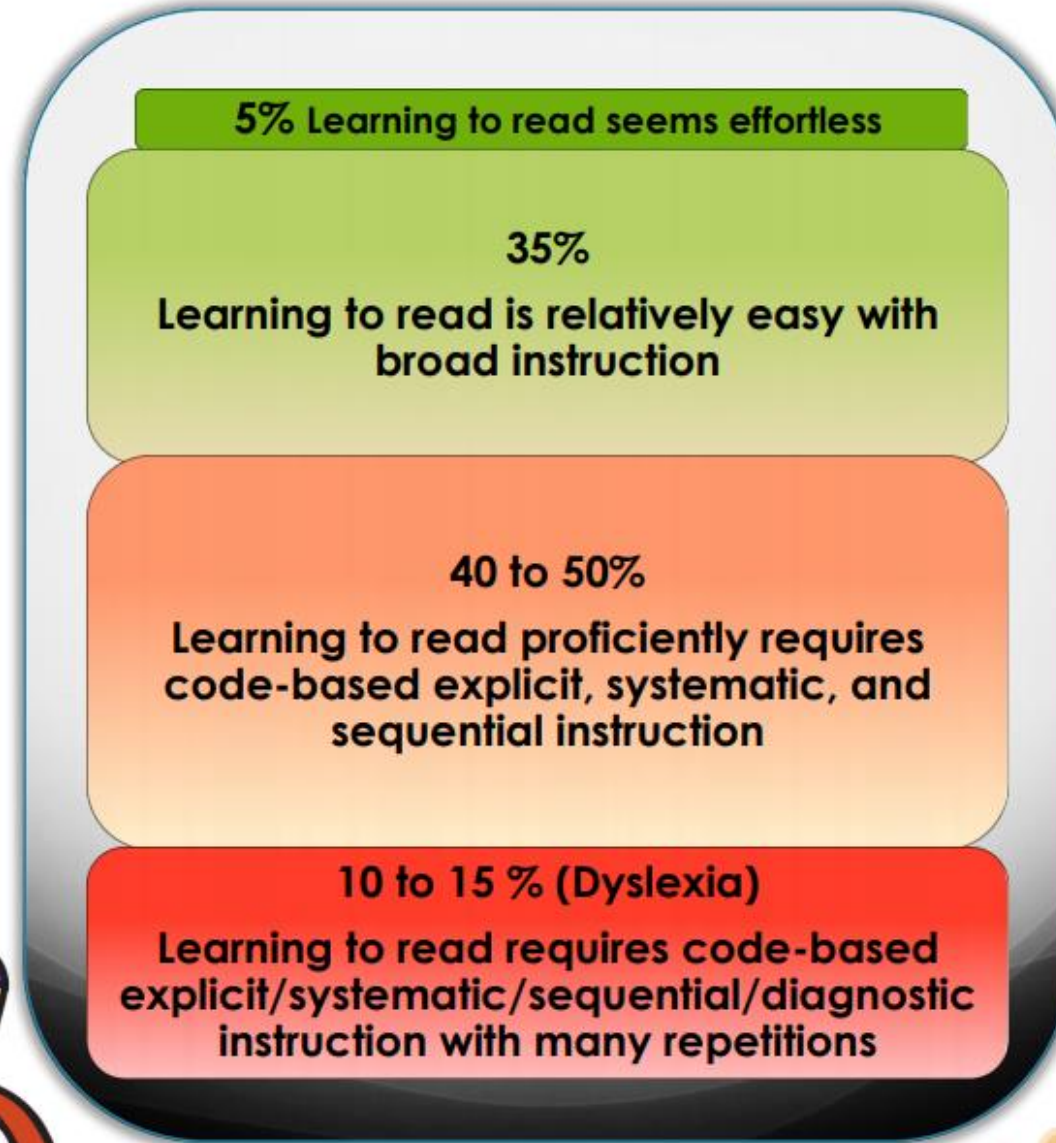 5% Learning to read seems effortless
35%
Learning to read is relatively easy with
broad instruction
40 to 50%
Learning to read proficiently requires
code-based explicit, systematic, and
sequential instruction
10 to 15 % (Dyslexia)
Learning to read requires code-based
explicit/systematic/sequential/diagnostic
instruction with many repetitions